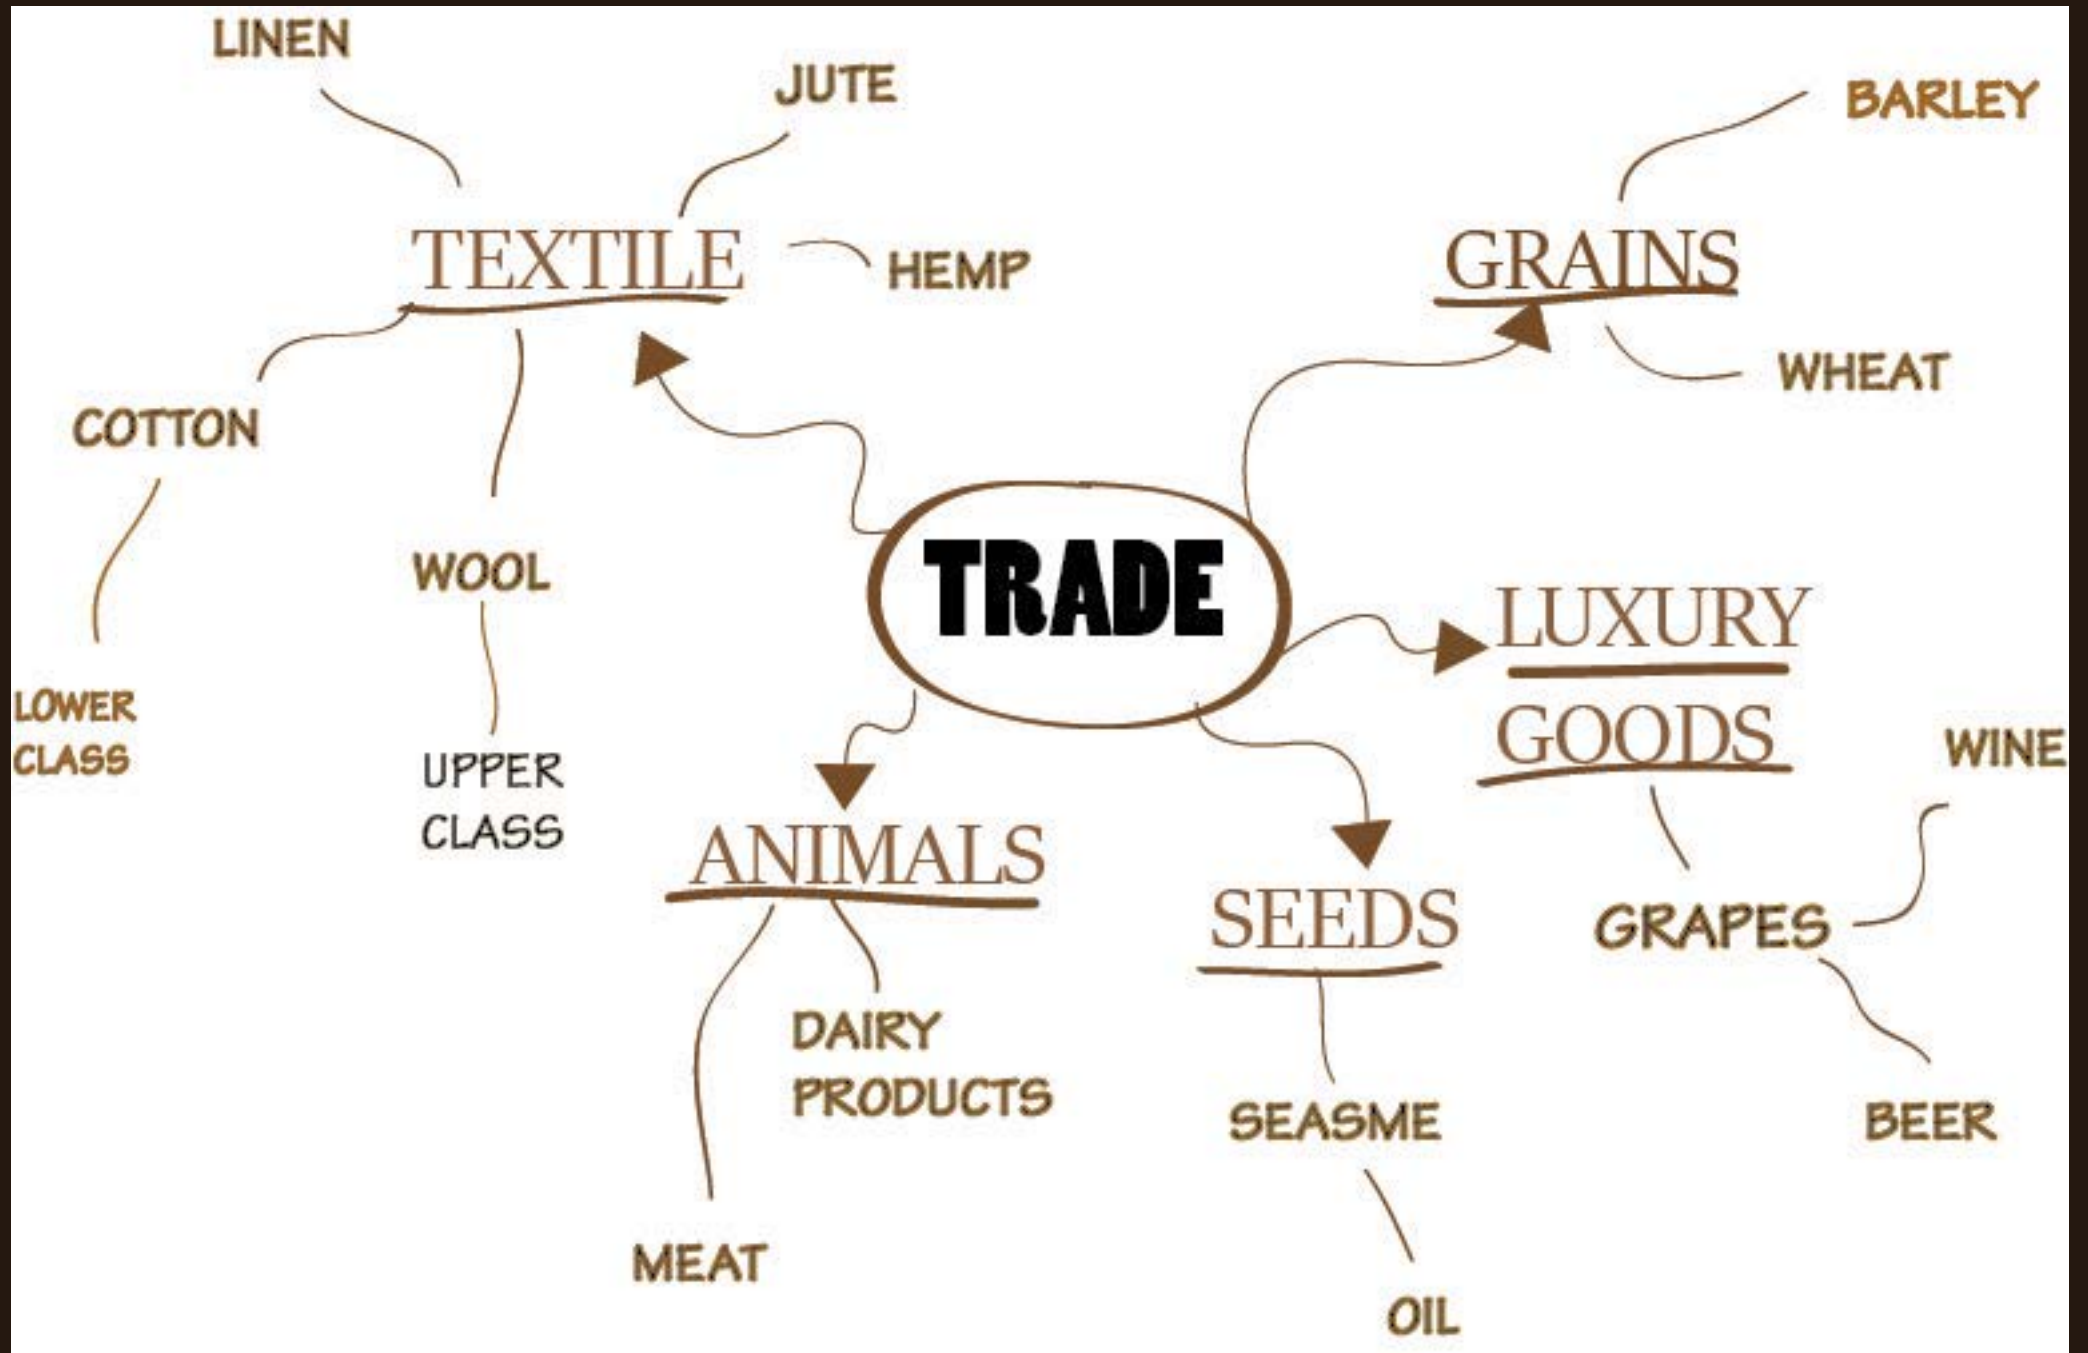 LINEN
JUTE
BARLEY
TEXTILE
HEMP
GRAINS
WHEAT
COTTON
WOOL
TRADE
LUXURY
GOODS
LOWER
CLASS
UPPER
CLASS
WINE
ANIMALS
SEEDS
GRAPES
DAIRY
PRODUCTS
SEASME
BEER
MEAT
OIL